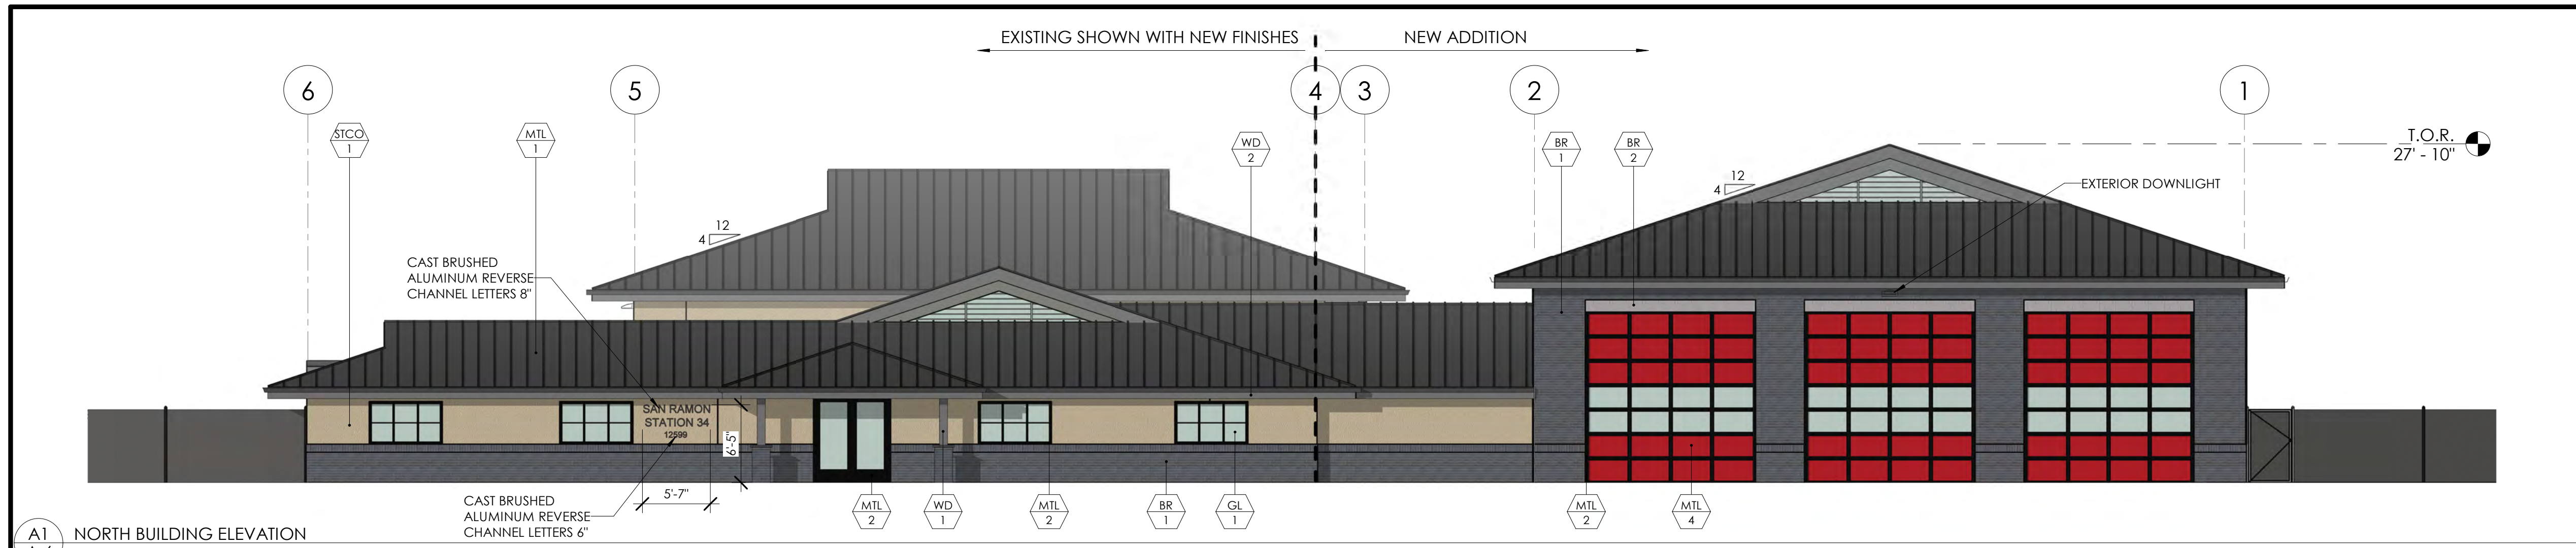 EXISTING SHOWN WITH NEW FINISHES
NEW ADDITION
6
5
4
3
2
1
STCO
1
MTL
1
WD
2
BR
1
BR
2
T.O.R.
27' - 10"
12
4
12
4
EXTERIOR DOWNLIGHT
CAST BRUSHED
ALUMINUM REVERSE
CHANNEL LETTERS 8"
SAN RAMON
STATION 34
12599
6'-5"
5'-7"
CAST BRUSHED
ALUMINUM REVERSE
CHANNEL LETTERS 6"
MTL
2
WD
1
MTL
2
BR
1
GL
1
MTL
2
MTL
4
A1
NORTH BUILDING ELEVATION